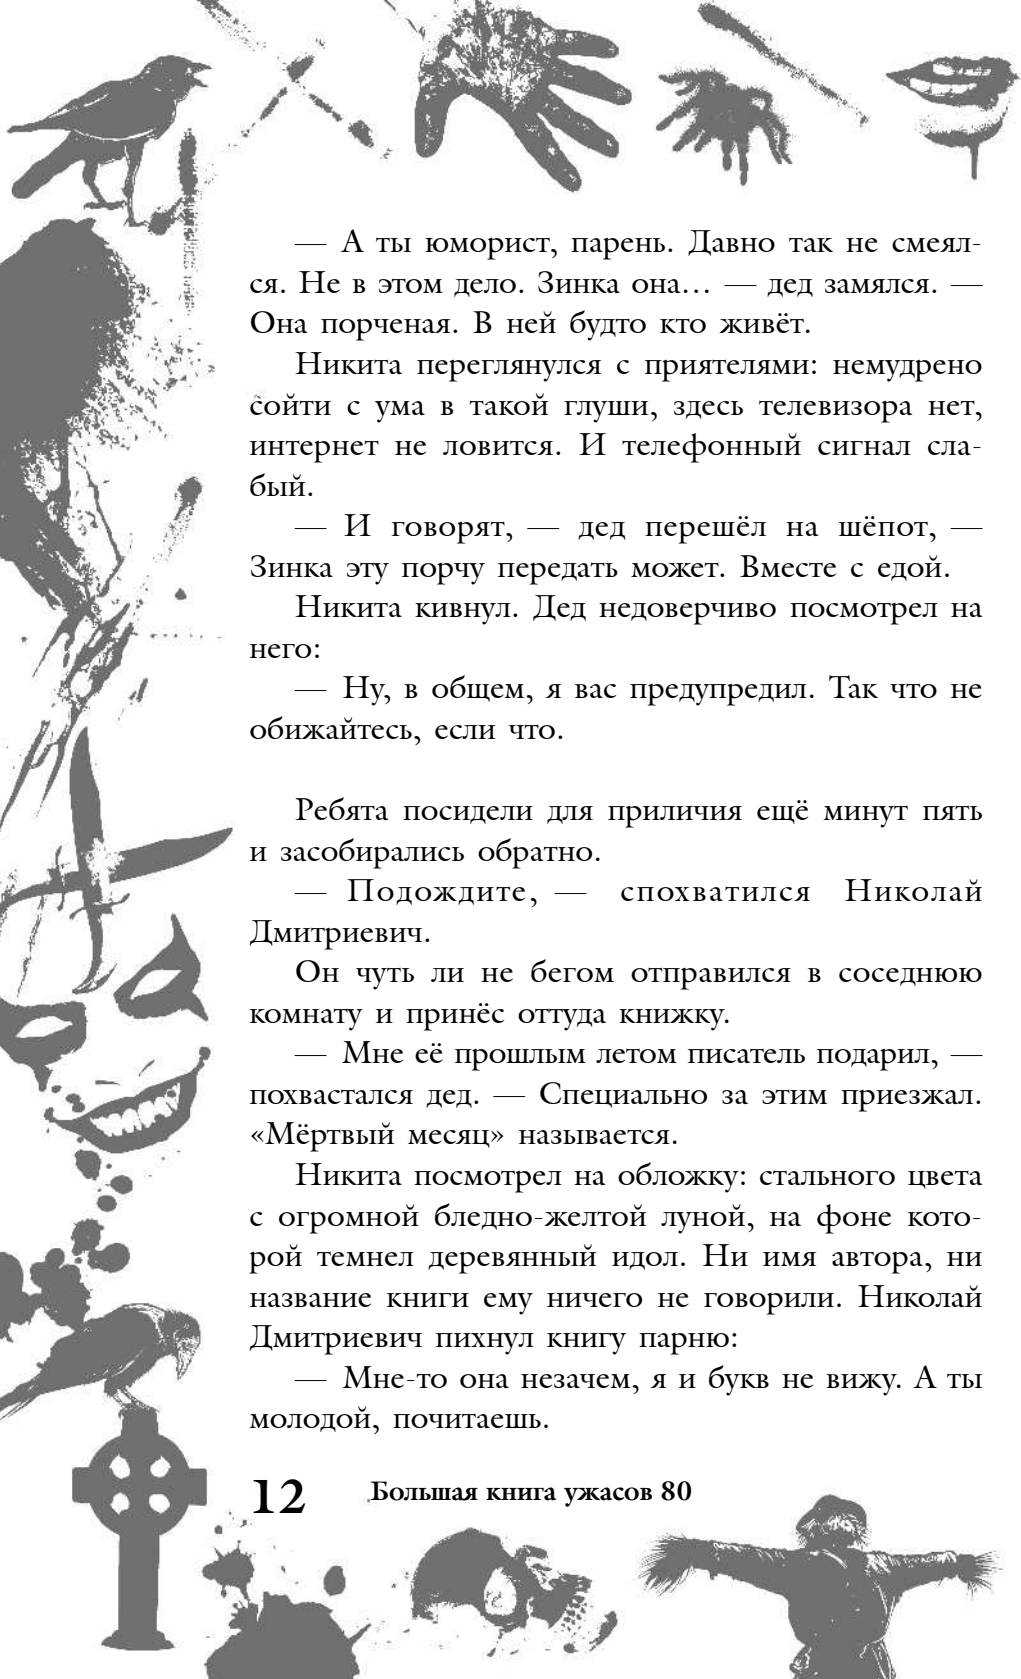 — А ты юморист, парень. Давно так не смеял-
ся. Не в этом дело. Зинка она… — дед замялся. —
Она порченая. В ней будто кто живёт.
Никита переглянулся с приятелями: немудрено
сойти с ума в такой глуши, здесь телевизора нет,
интернет не ловится. И телефонный сигнал сла-
бый.
— И говорят, — дед перешёл на шёпот, —
Зинка эту порчу передать может. Вместе с едой.
Никита кивнул. Дед недоверчиво посмотрел на
него:
— Ну, в общем, я вас предупредил. Так что не
обижайтесь, если что.
Ребята посидели для приличия ещё минут пять
и засобирались обратно.
— Подождите, — спохватился Николай
Дмитриевич.
Он чуть ли не бегом отправился в соседнюю
комнату и принёс оттуда книжку.
— Мне её прошлым летом писатель подарил, —
похвастался дед. — Специально за этим приезжал.
«Мёртвый месяц» называется.
Никита посмотрел на обложку: стального цвета
с огромной бледно-желтой луной, на фоне кото-
рой темнел деревянный идол. Ни имя автора, ни
название книги ему ничего не говорили. Николай
Дмитриевич пихнул книгу парню:
— Мне-то она незачем, я и букв не вижу. А ты
молодой, почитаешь.
12 Большая книга ужасов 80